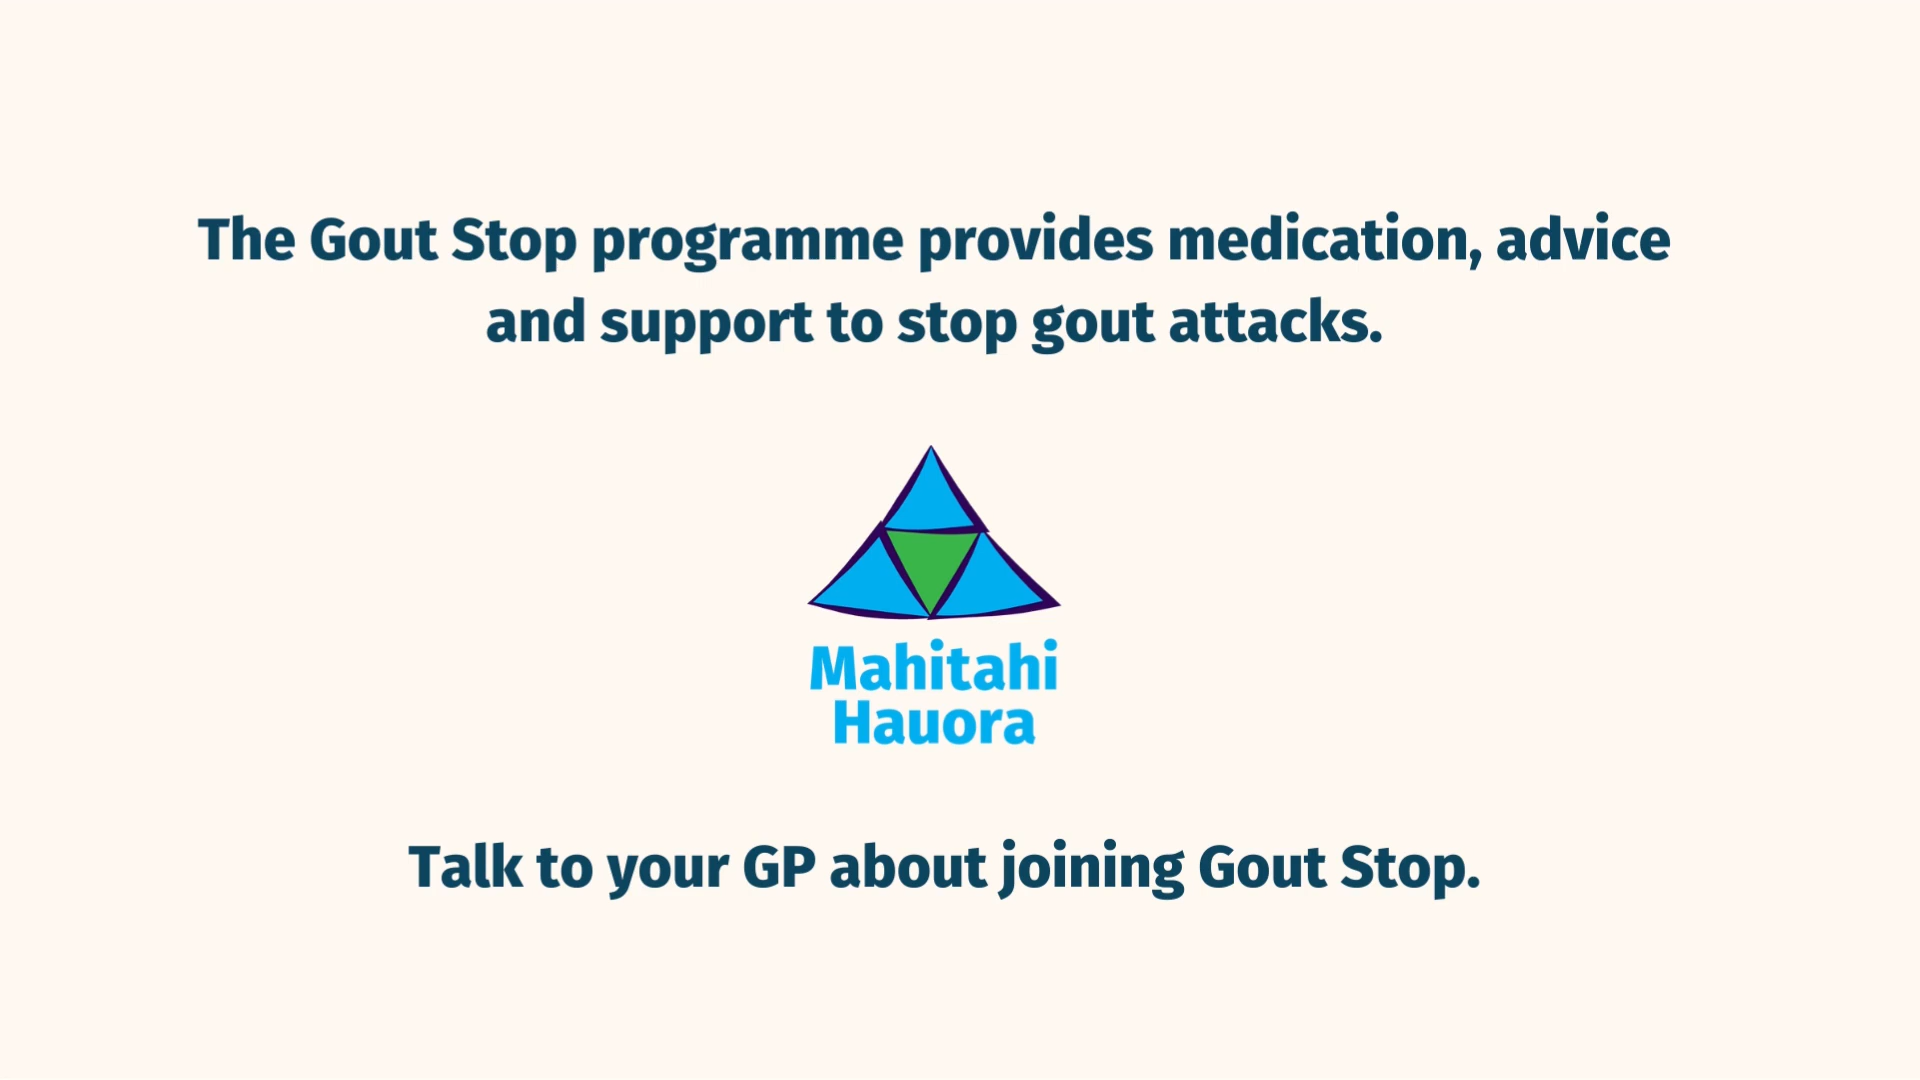 The Gout Stop programme provides medication, advice
and support to stop gout attacks.
Mahitahi
Hauora
Talk to your GP about joining Gout Stop.